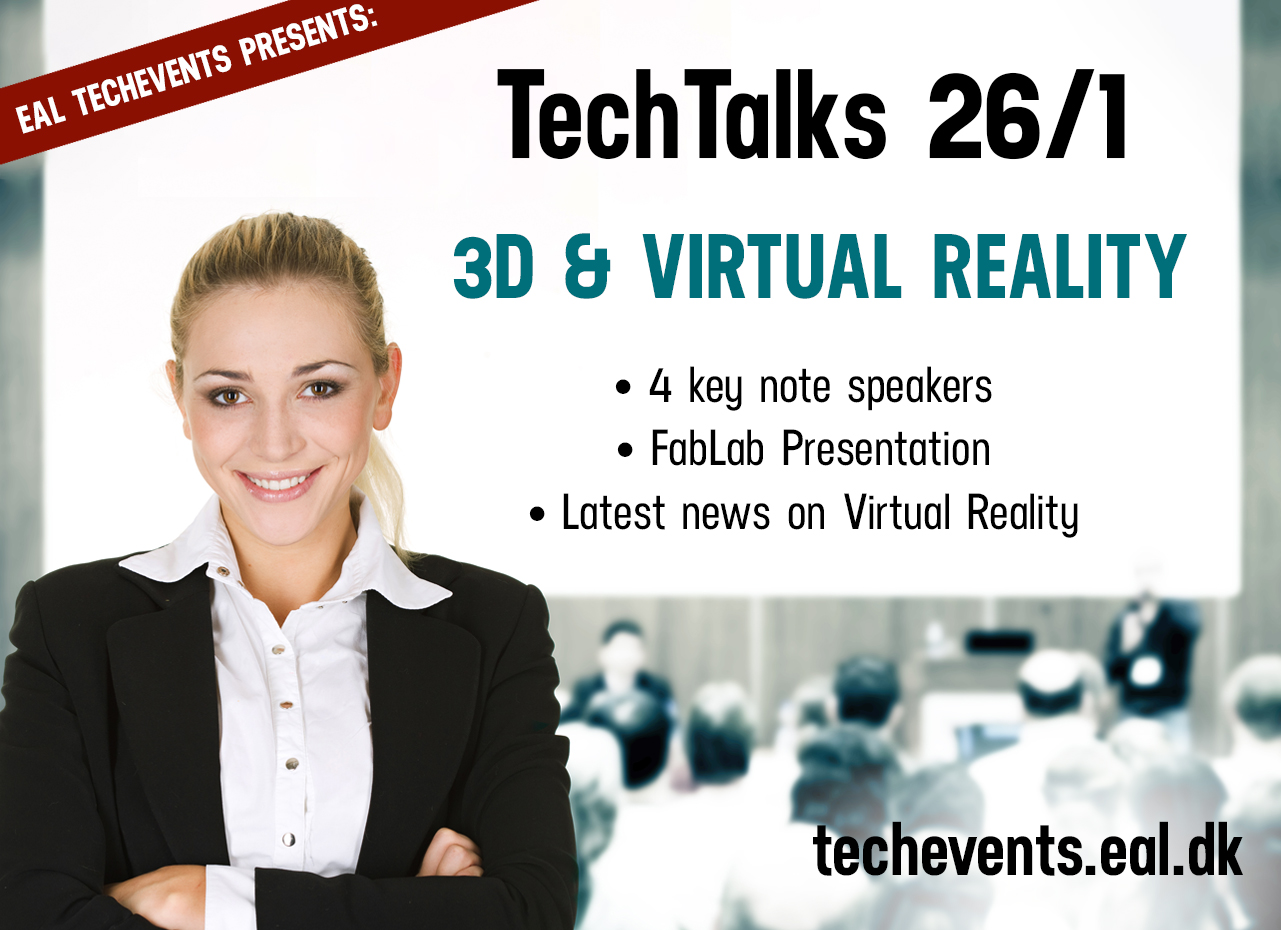 EAL TECHEVENTS PRESENTS:
TechTalks 26/1
3D & VIRTUAL REALITY
• 4 key note speakers
• FabLab Presentation
• Latest news on Virtual Reality
techevents.eal.dk